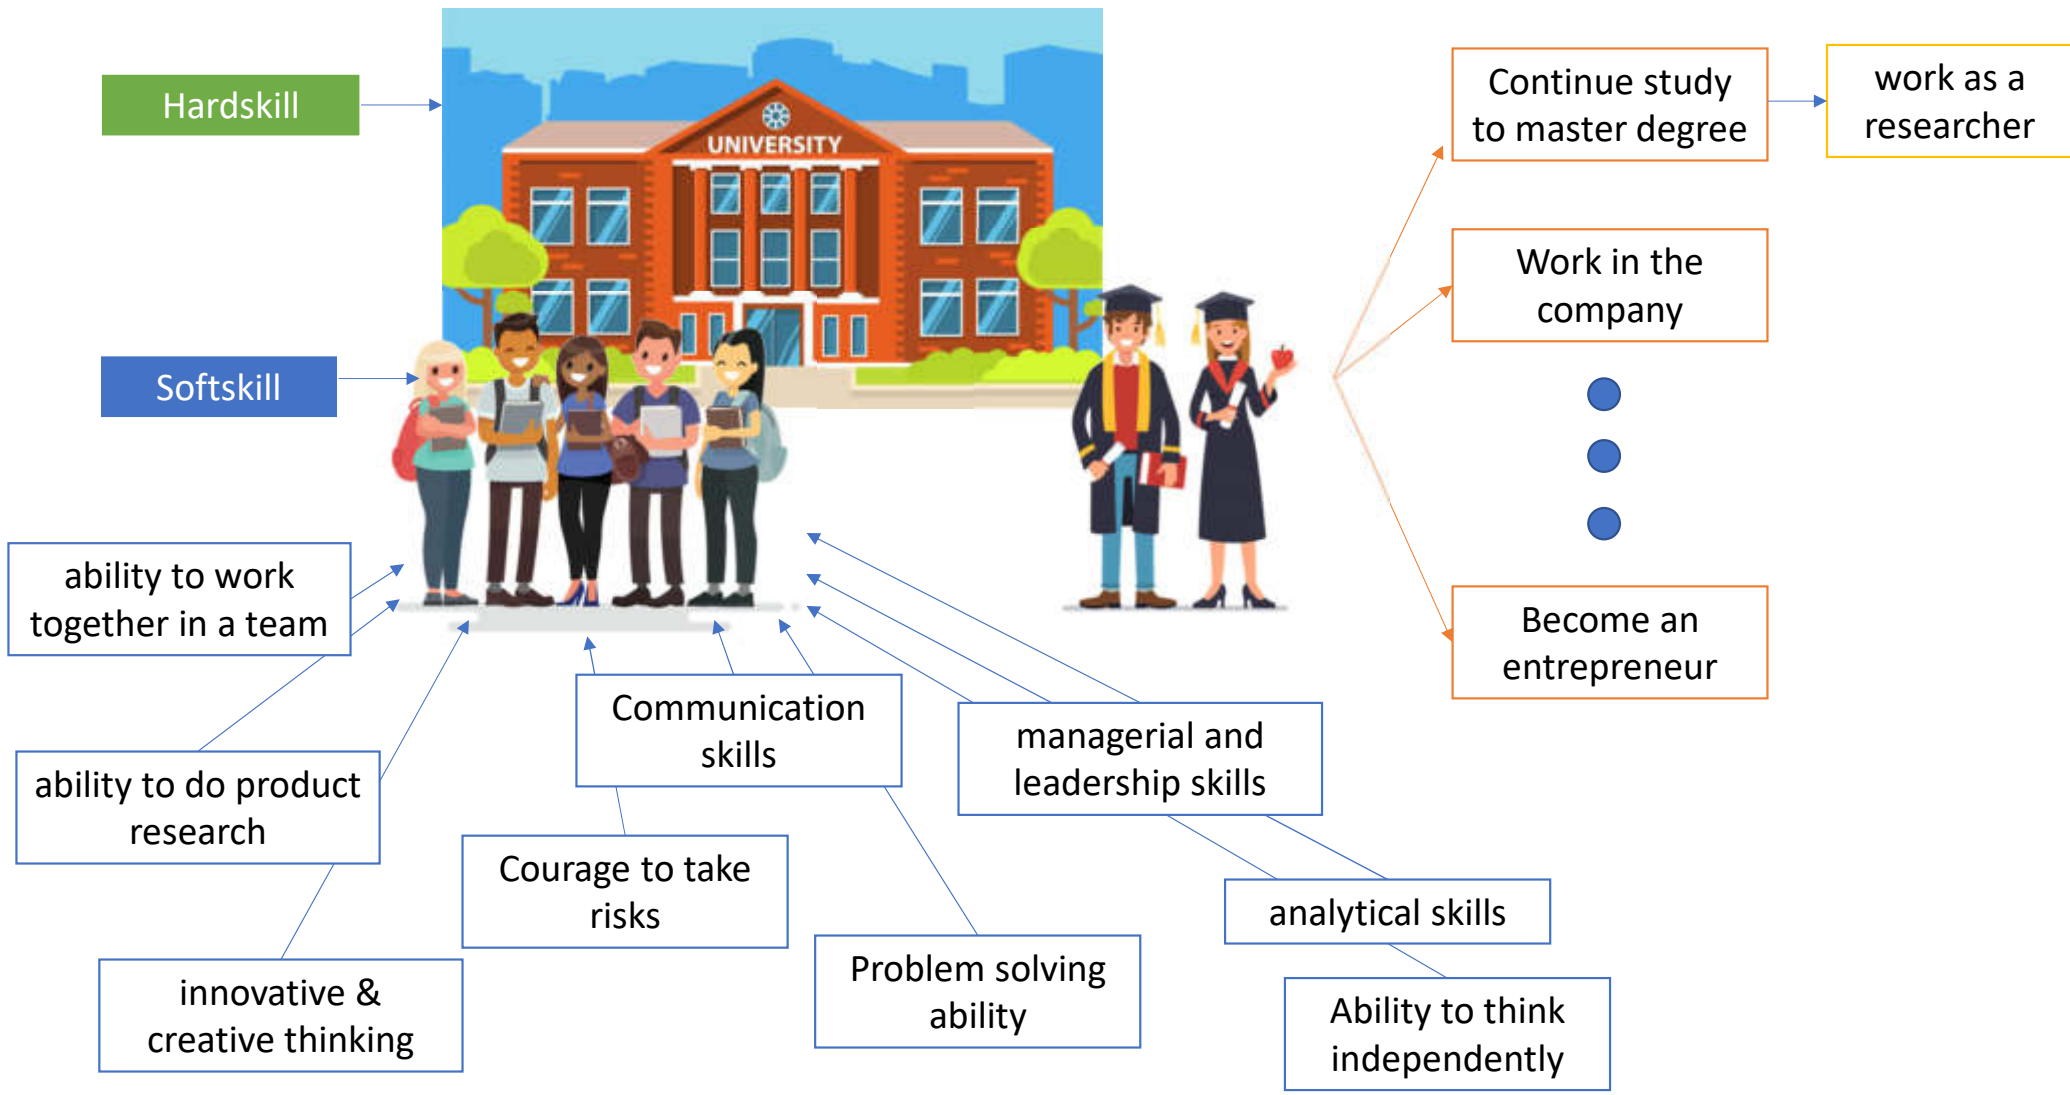 Hardskill
UNIVERSITY
Continue study
to master degree
work as a
researcher
Work in the
company
Softskill
ability to work
together in a team
Become an
entrepreneur
Communication
skills
managerial and
leadership skills
ability to do product
research
Courage to take
risks
analytical skills
Problem solving
ability
innovative &
creative thinking
Ability to think
independently